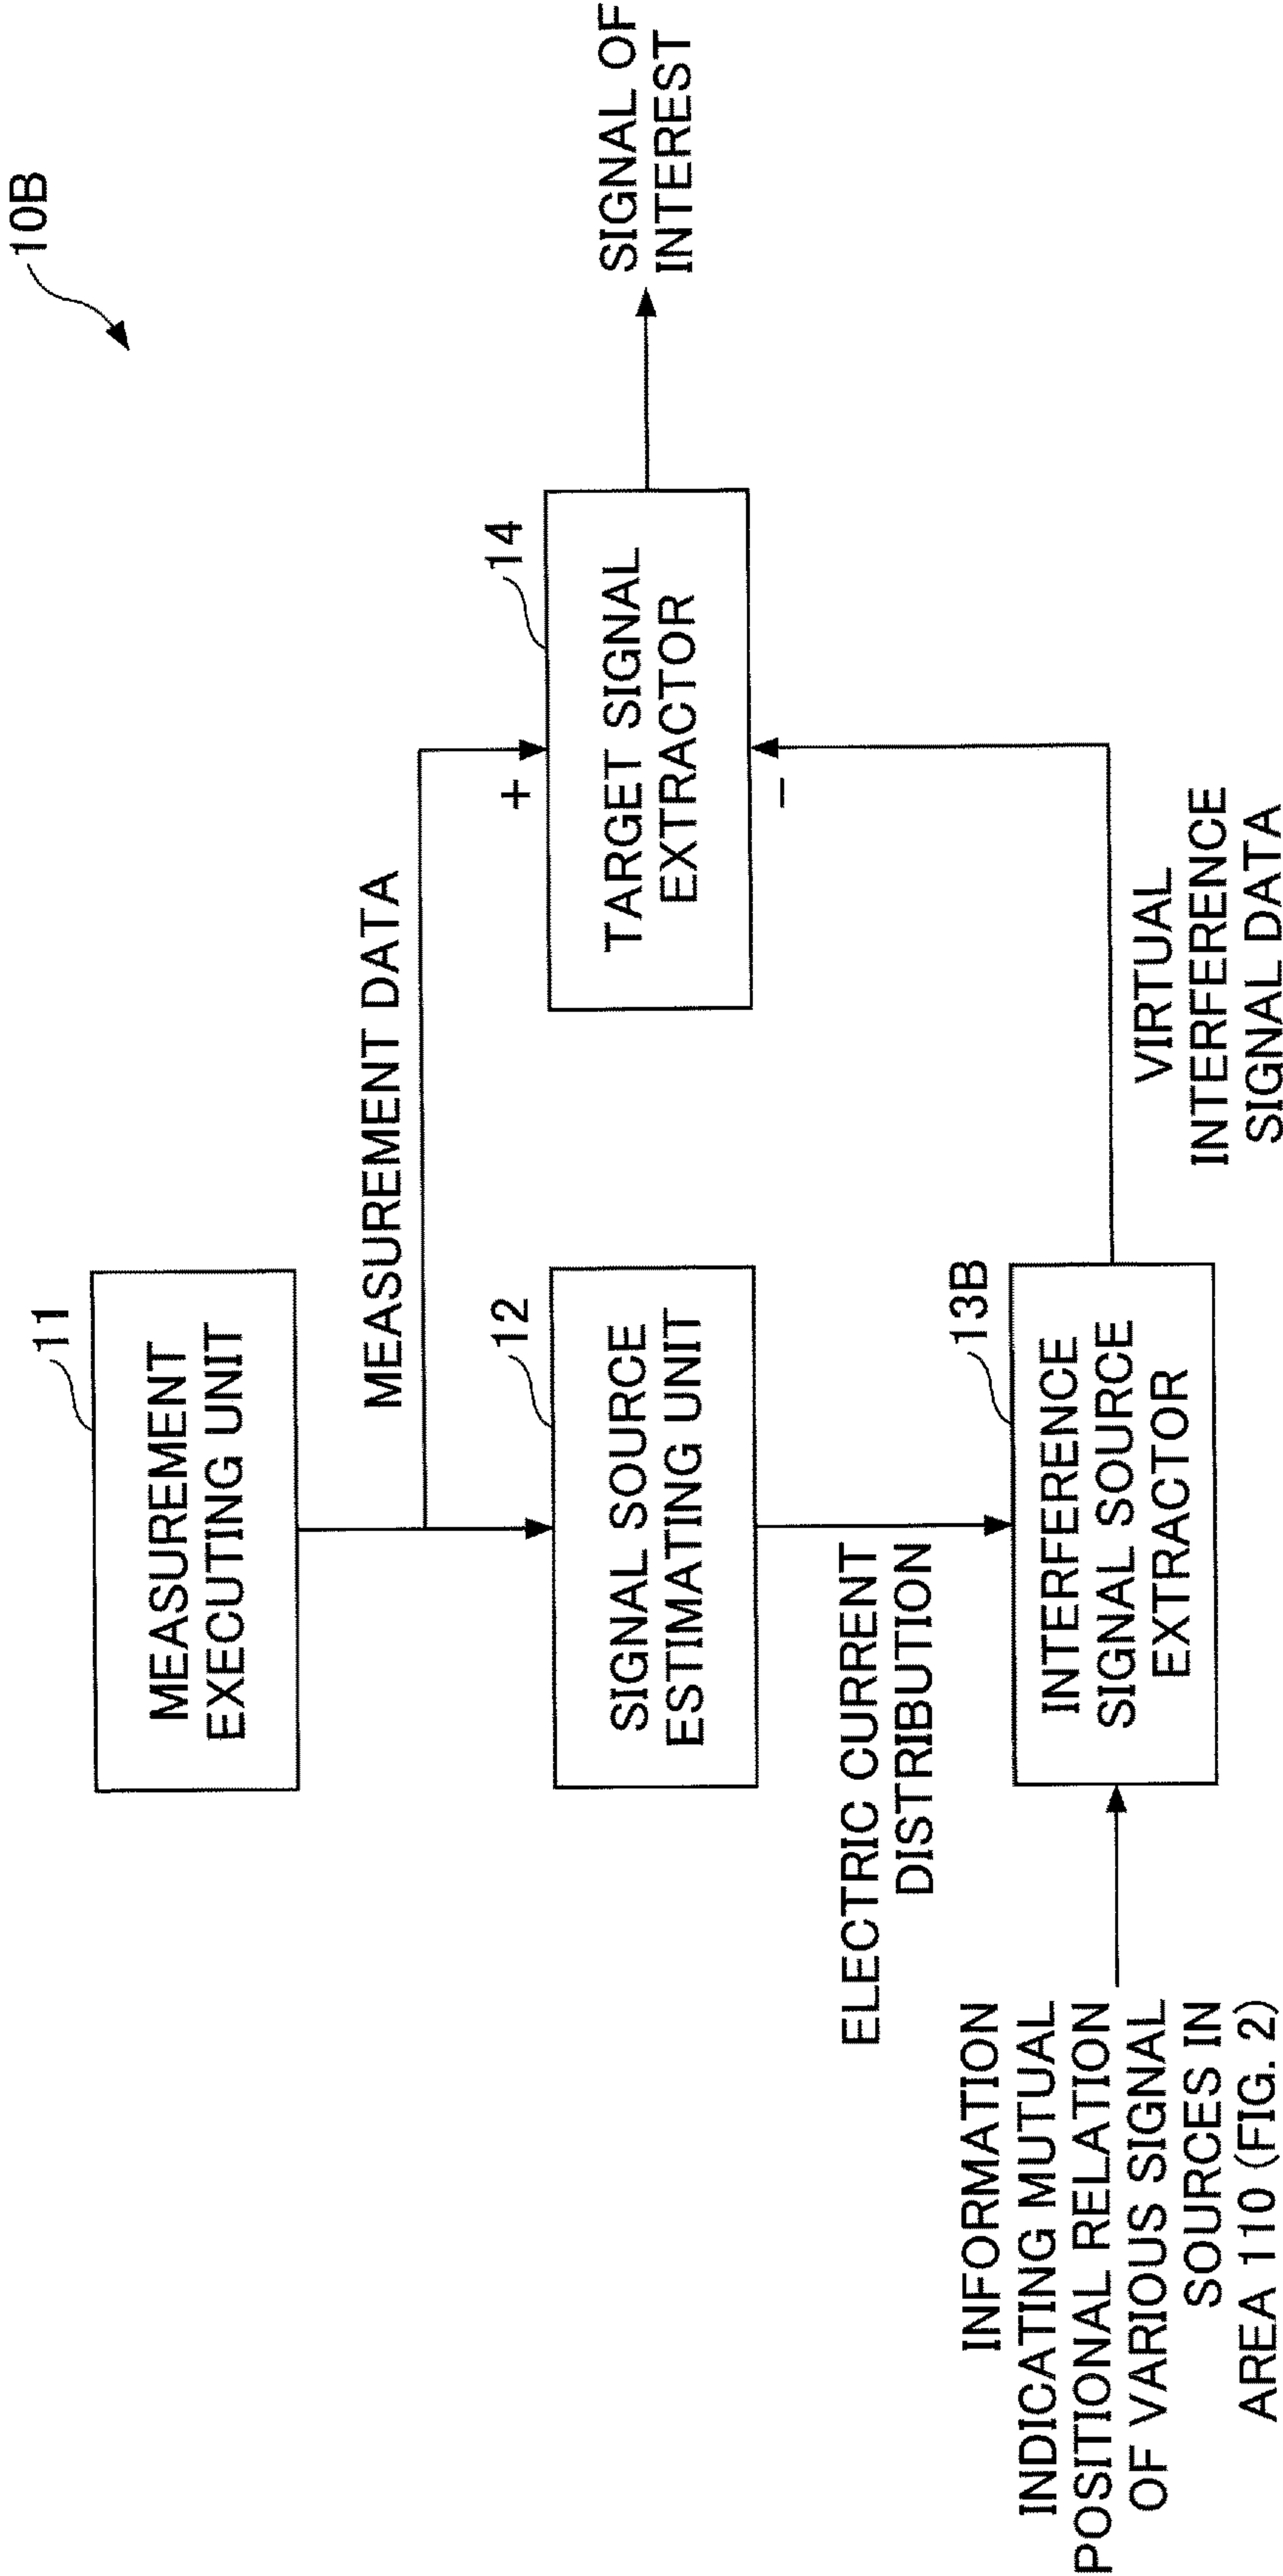 10B
11
MEASUREMENT
EXECUTING UNIT
MEASUREMENT DATA
12
SIGNAL SOURCE
ESTIMATING UNIT
14
TARGET SIGNAL
EXTRACTOR
+
−
SIGNAL OF
INTEREST
ELECTRIC CURRENT
DISTRIBUTION
13B
INTERFERENCE
SIGNAL SOURCE
EXTRACTOR
VIRTUAL
INTERFERENCE
SIGNAL DATA
INFORMATION
INDICATING MUTUAL
POSITIONAL RELATION
OF VARIOUS SIGNAL
SOURCES IN
AREA 110 (FIG. 2)